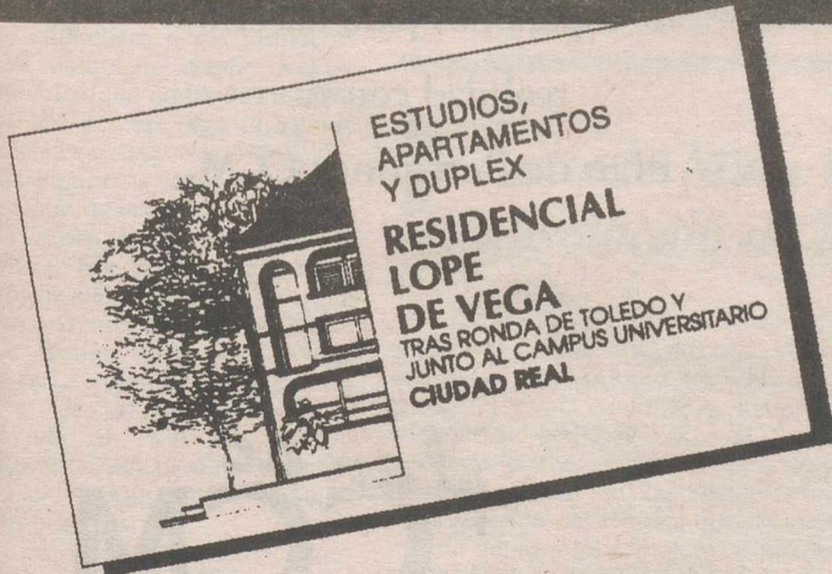 ESTUDIOS,
APARTAMENTOS
Y DUPLEX
RESIDENCIAL
LOPE
DE VEGA
TRAS RONDA DE TOLEDO Y
JUNTO AL CAMPUS UNIVERSITARIO
CIUDAD REAL